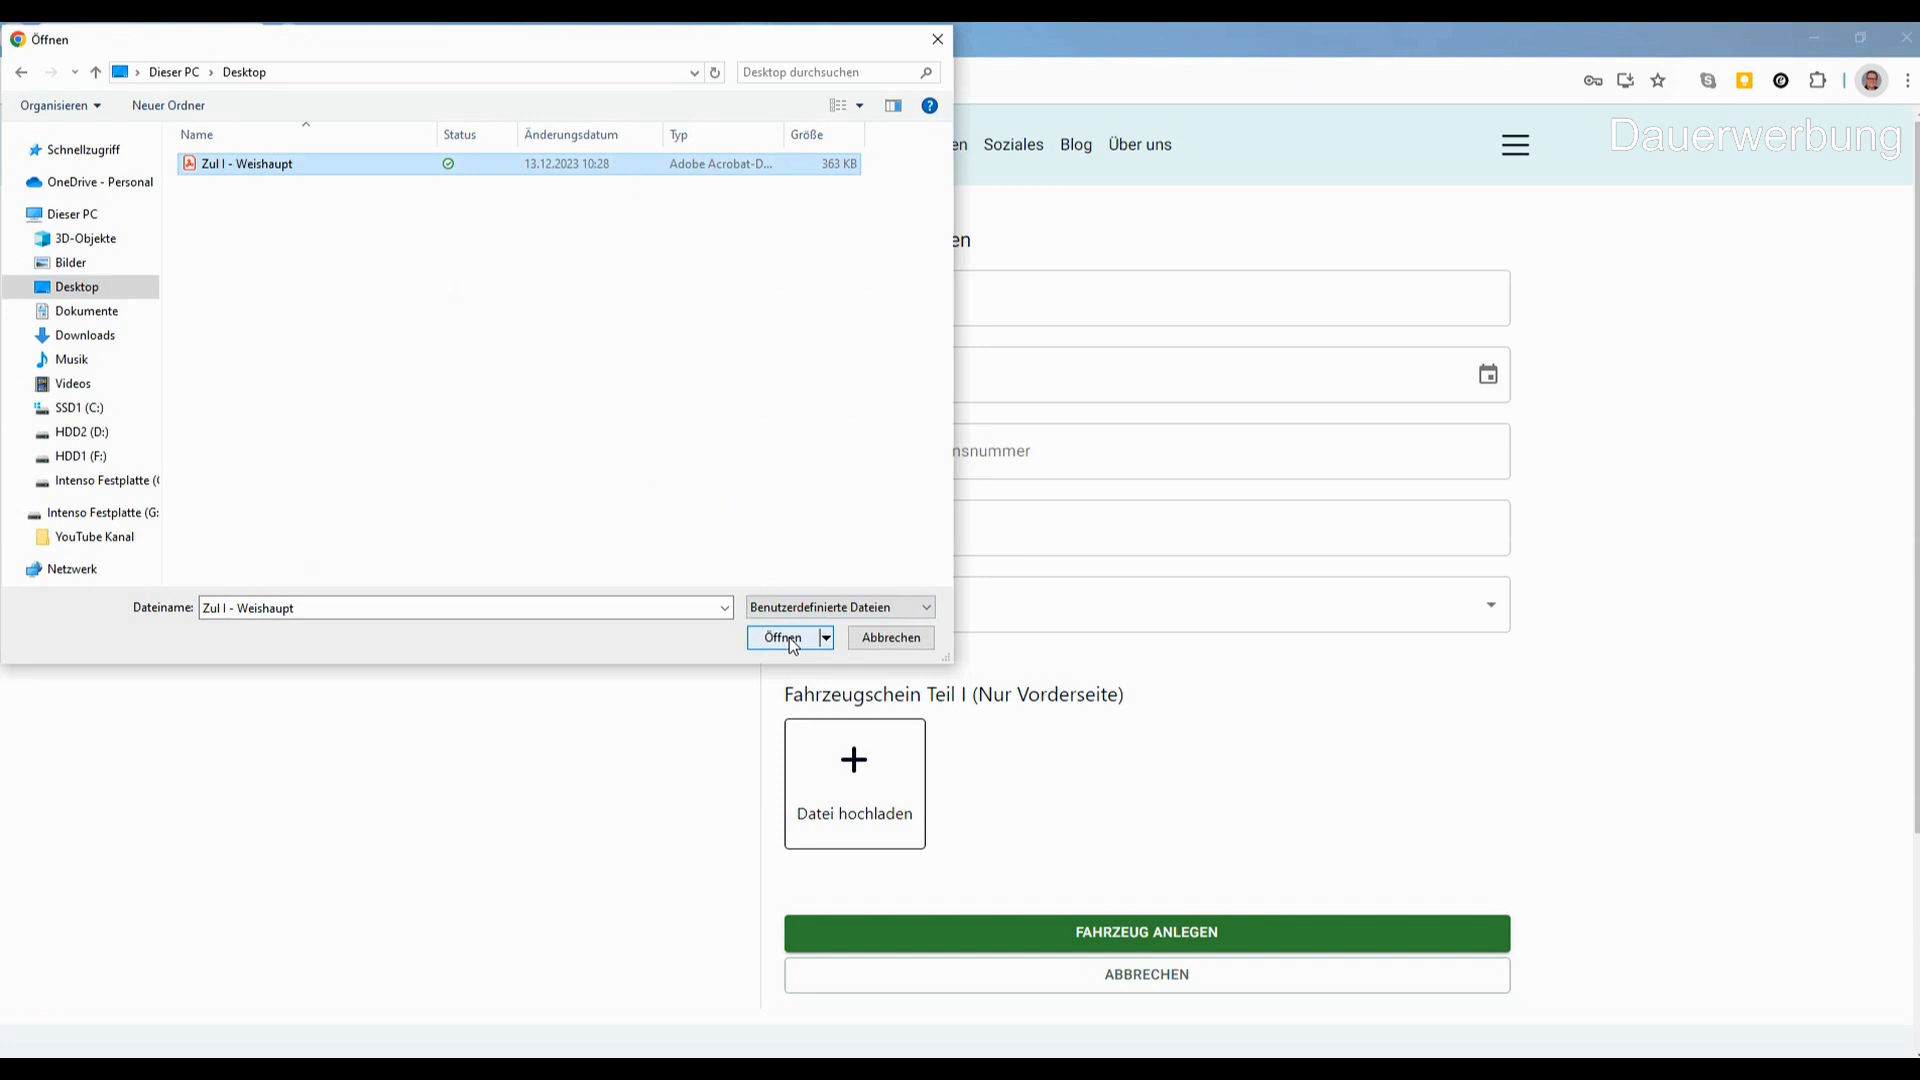 Öffnen
Dieser PC
Desktop
Desktop durchsuchen
Organisieren
Neuer Ordner
Name
Status
Änderungsdatum
Typ
Größe
Zul I - Weishaupt
13.12.2023 10:28
Adobe Acrobat-D...
363 KB
Schnellzugriff
OneDrive - Personal
Dieser PC
3D-Objekte
Bilder
Desktop
Dokumente
Downloads
Musik
Videos
SSD1 (C:)
HDD2 (D:)
HDD1 (F:)
Intenso Festplatte (
Intenso Festplatte (G:
YouTube Kanal
Netzwerk
Dateiname:
Zul I - Weishaupt
Benutzerdefinierte Dateien
Öffnen
Abbrechen
en
Soziales
Blog
Über uns
Dauerwerbung
en
nsnummer
Fahrzeugschein Teil I (Nur Vorderseite)
Datei hochladen
FAHRZEUG ANLEGEN
ABBRECHEN